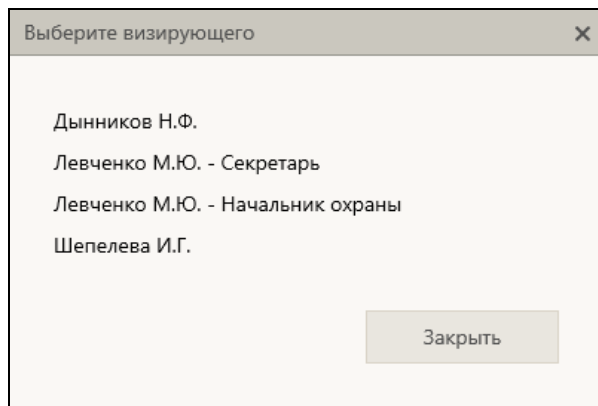 Выберите визирующего
Дынников Н.Ф.
Левченко М.Ю. - Секретарь
Левченко М.Ю. - Начальник охраны
Шепелева И.Г.
Закрыть